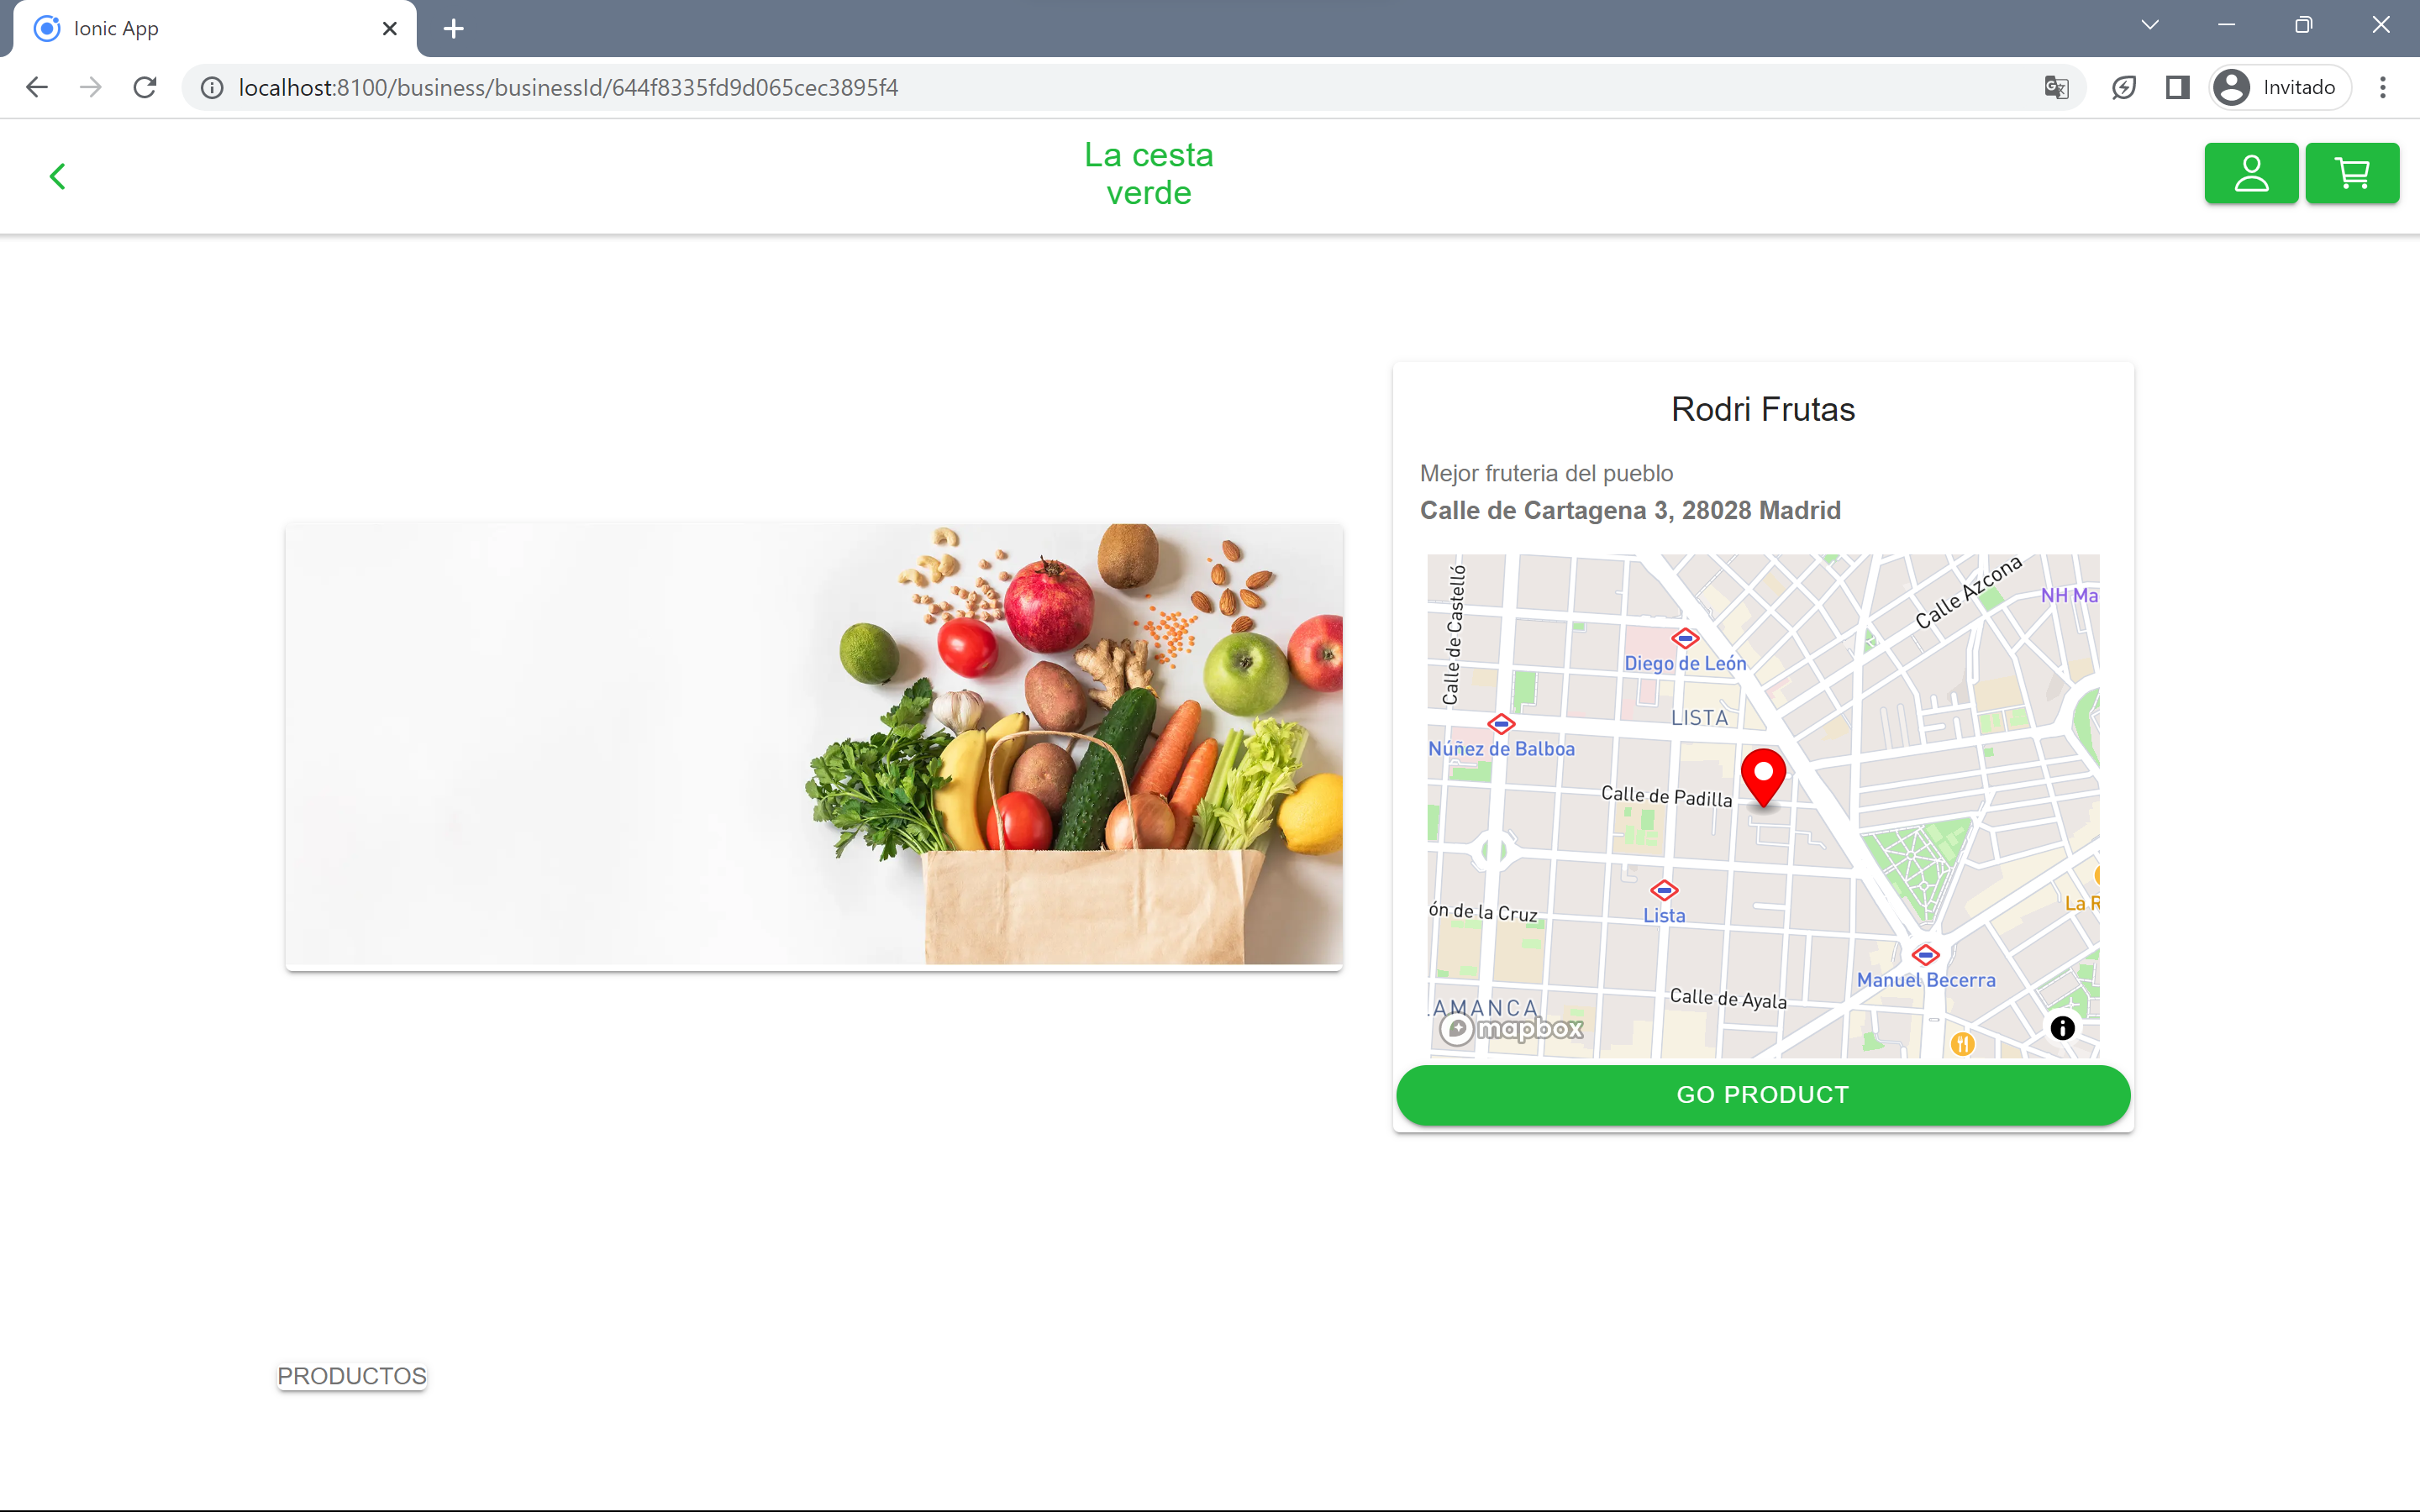 Ionic App
localhost:8100/business/businessId/644f8335fd9d065cec3895f4
Invitado
La cesta
verde
Rodri Frutas
Mejor fruteria del pueblo
Calle de Cartagena 3, 28028 Madrid
Calle de Castelló
Calle Azcona
NH Ma
Diego de León
LISTA
Núñez de Balboa
Calle de Padilla
La R
ón de la Cruz
Lista
Manuel Becerra
Calle de Ayala
AMANCA
mapbox
GO PRODUCT
PRODUCTOS